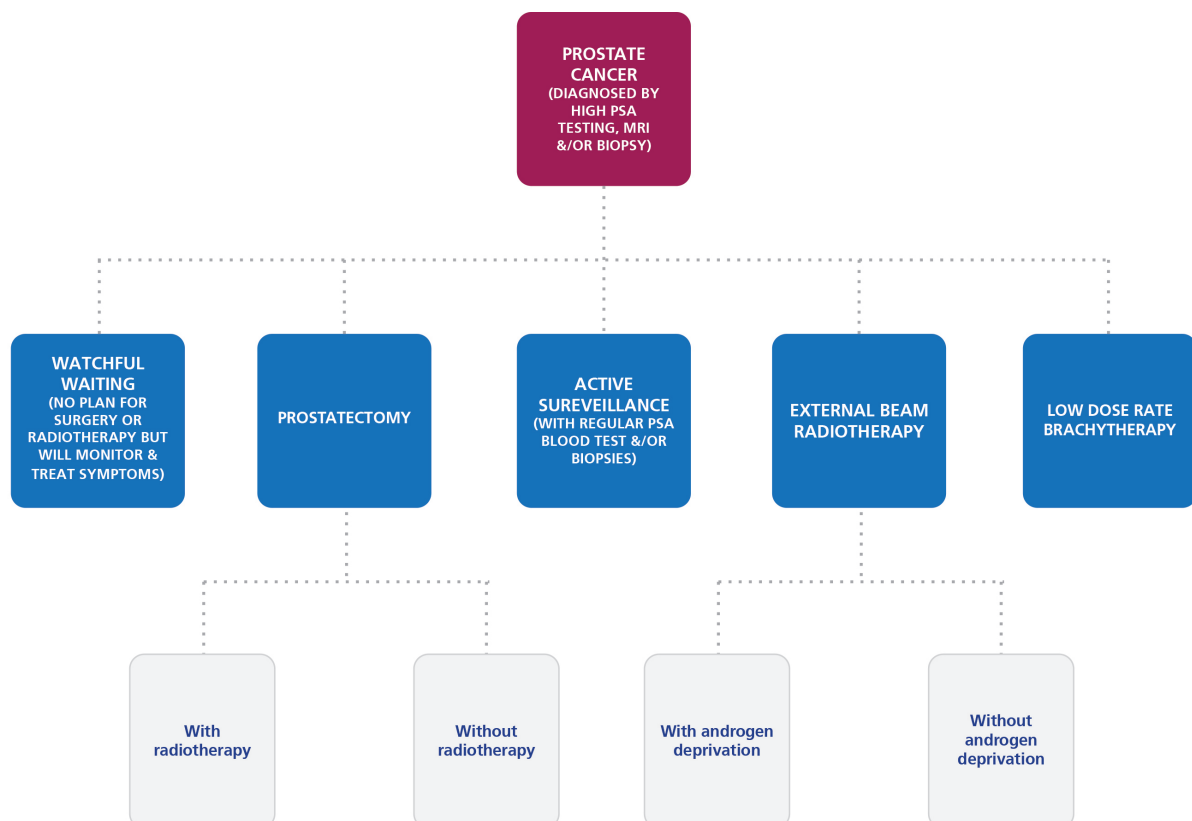 PROSTATE
CANCER
(DIAGNOSED BY
HIGH PSA
TESTING, MRI
&/OR BIOPSY)
WATCHFUL
WAITING
(NO PLAN FOR
SURGERY OR
RADIOTHERAPY BUT
WILL MONITOR &
TREAT SYMPTOMS)
PROSTATECTOMY
ACTIVE
SUREVEILLANCE
(WITH REGULAR PSA
BLOOD TEST &/OR
BIOPSIES)
EXTERNAL BEAM
RADIOTHERAPY
LOW DOSE RATE
BRACHYTHERAPY
With
radiotherapy
Without
radiotherapy
With androgen
deprivation
Without
androgen
deprivation